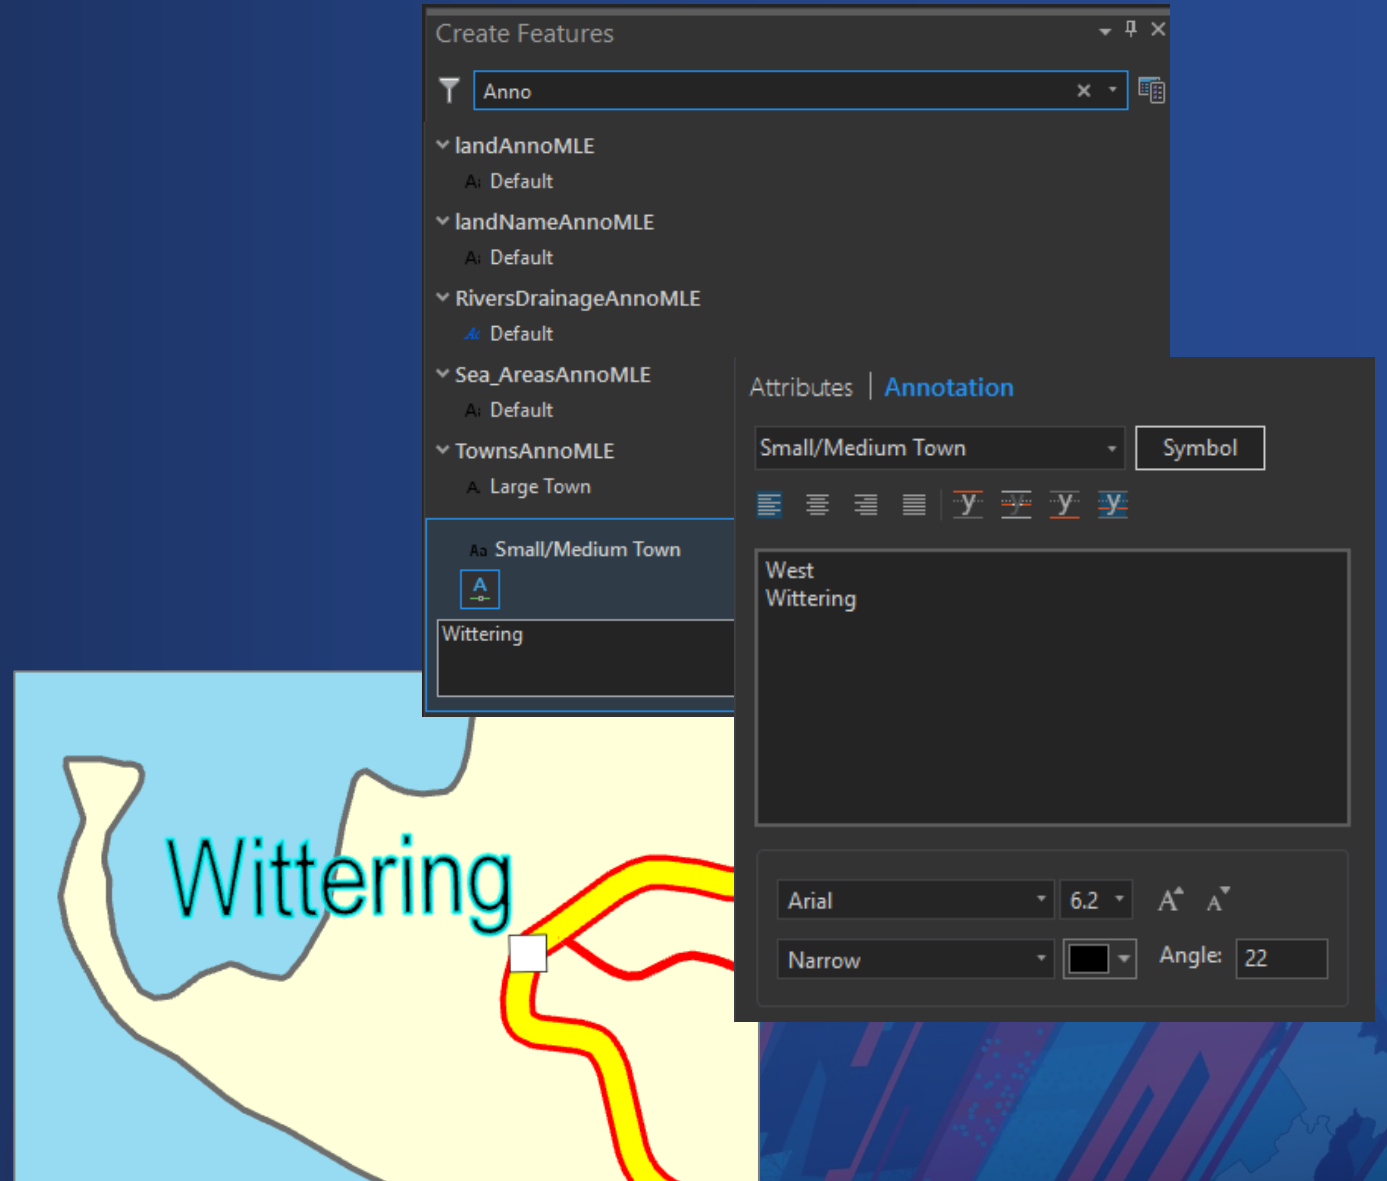 Create Features
Anno
landAnnoMLE
Default
landNameAnnoMLE
Default
RiversDrainageAnnoMLE
Default
Sea_AreasAnnoMLE
Default
TownsAnnoMLE
A Large Town
Aa Small/Medium Town
A
Wittering
Attributes | Annotation
Small/Medium Town Symbol
y y y y
West
Wittering
Arial 6.2 A A
Narrow Angle: 22
Wittering